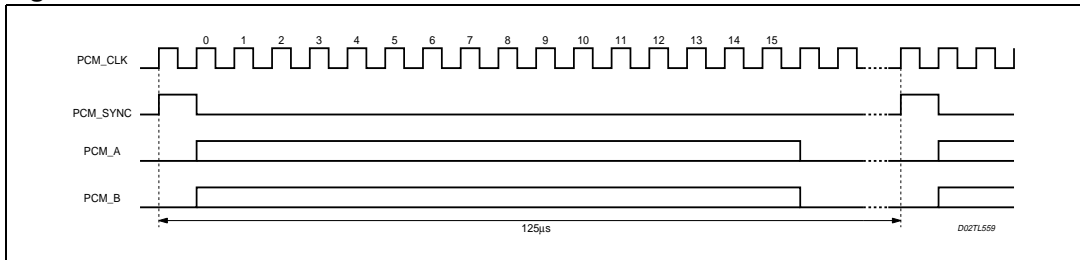 0 1 2 3 4 5 6 7 8 9 10 11 12 13 14 15
PCM_CLK
PCM_SYNC
PCM_A
PCM_B
125µs
D02TL559